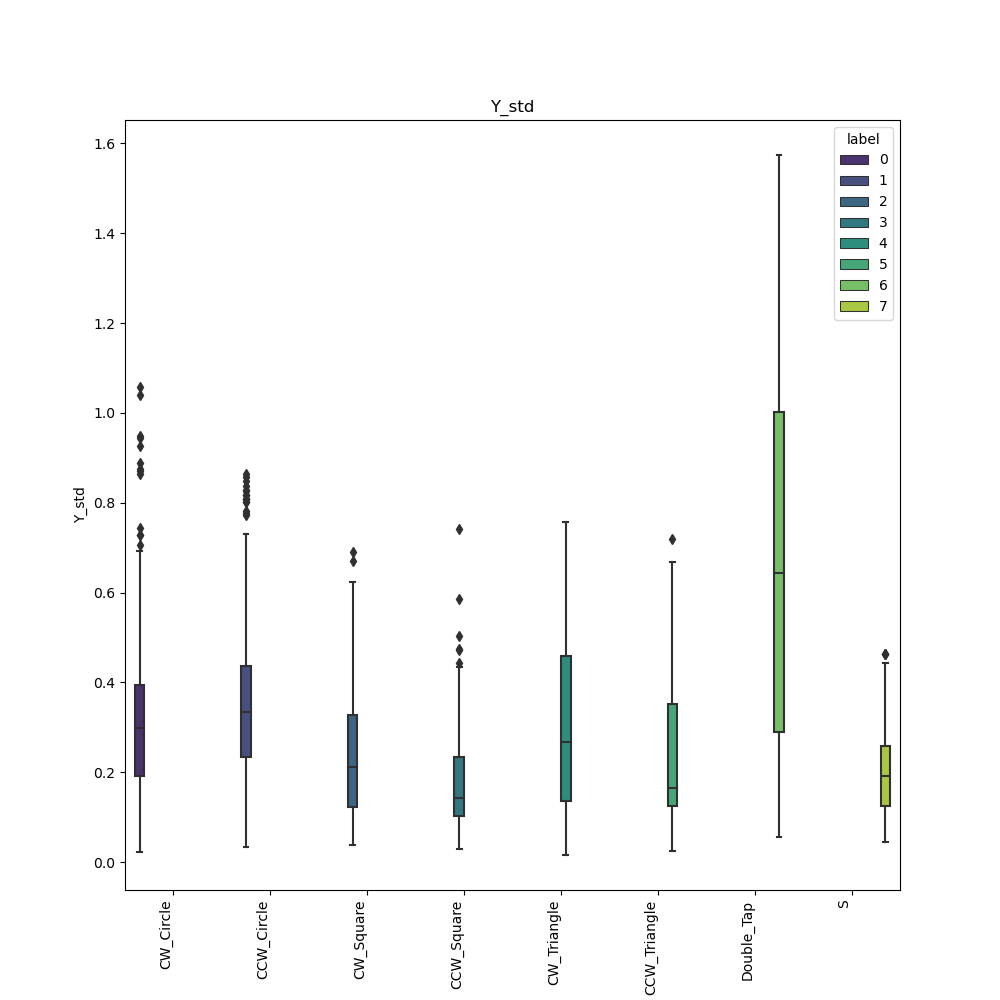 Y_std
label
0
1
2
3
4
5
6
7
1.6
1.4
1.2
1.0
0.8
0.6
0.4
0.2
0.0
Y_std
CW_Circle
CCW_Circle
CW_Square
CCW_Square
CW_Triangle
CCW_Triangle
Double_Tap
S